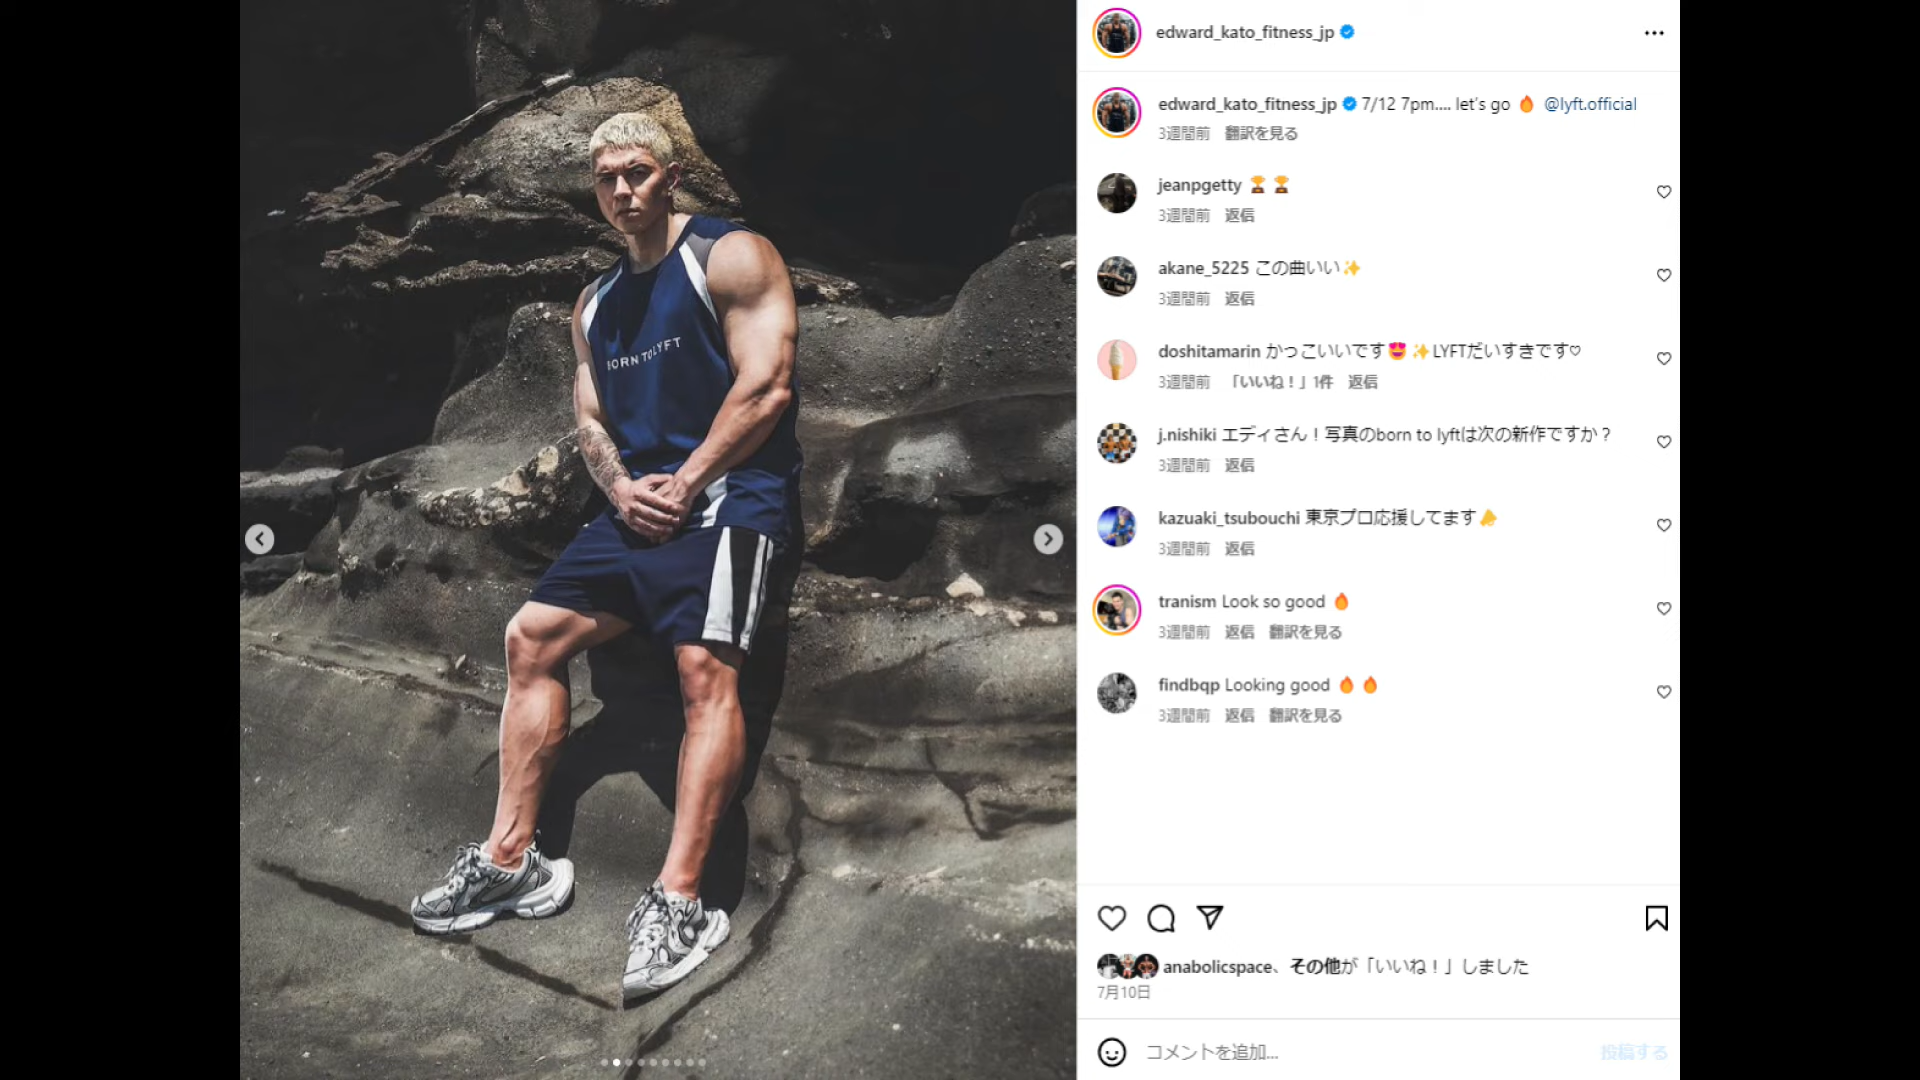 BORN TO LYFT
edward_kato_fitness_jp
edward_kato_fitness_jp 7/12 7pm.... let's go 🔥 @lyft.official
3週間前 翻訳を見る
jeanpgetty 🏆🏆
3週間前 返信
akane_5225 この曲いい✨
3週間前 返信
doshitamarin かっこいいです😍✨LYFTだいすきです♡
3週間前 「いいね！」1件 返信
j.nishiki エディさん！写真のborn to lyftは次の新作ですか？
3週間前 返信
kazuaki_tsubouchi 東京プロ応援してます📣
3週間前 返信
tranism Look so good 🔥
3週間前 返信 翻訳を見る
findbqp Looking good 🔥🔥
3週間前 返信 翻訳を見る
anabolicspace、その他が「いいね！」しました
7月10日
コメントを追加...
投稿する